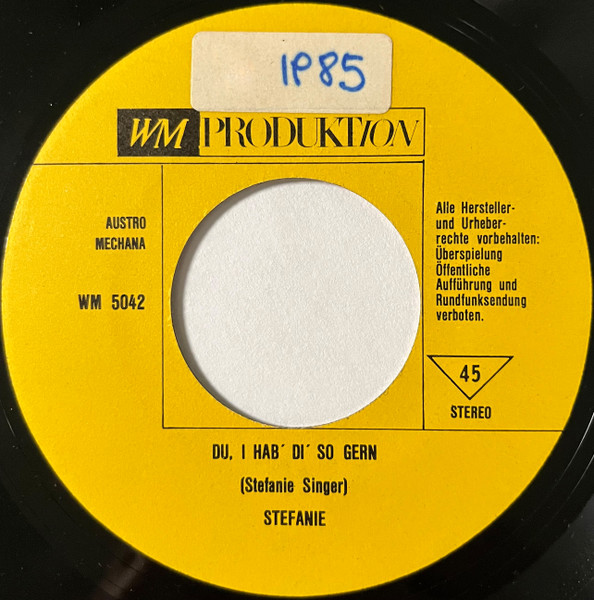 1P85
WM PRODUKTION
AUSTRO
MECHANA
WM 5042
Alle Hersteller-
und Urheber-
rechte vorbehalten:
Überspielung
Öffentliche
Aufführung und
Rundfunksendung
verboten.
45
STEREO
DU, I HAB´ DI´ SO GERN
(Stefanie Singer)
STEFANIE